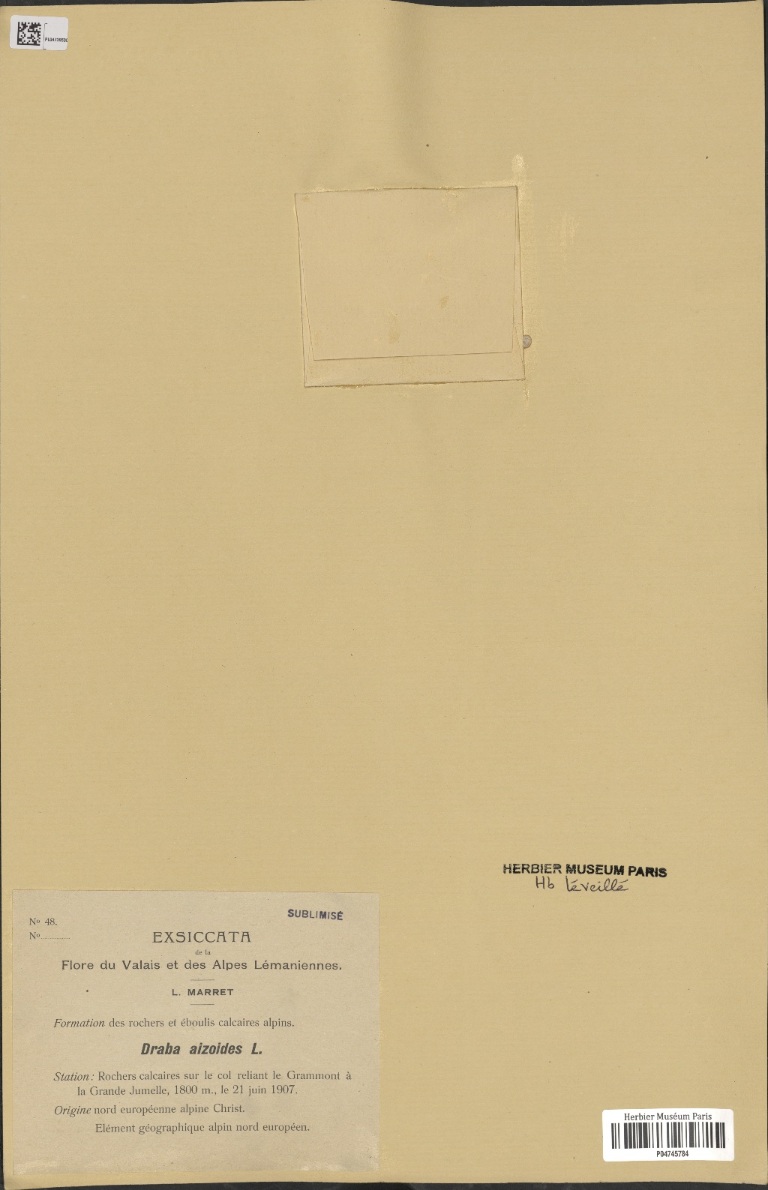 HERBIER MUSEUM PARIS
Hb Léveillé
No 48.
SUBLIMISÉ
No
EXSICCATA
de la
Flore du Valais et des Alpes Lémaniennes.
L. MARRET
Formation des rochers et éboulis calcaires alpins.
Draba aizoides L.
Station: Rochers calcaires sur le col reliant le Grammont à
la Grande Jumelle, 1800 m., le 21 juin 1907.
Origine nord européenne alpine Christ.
Elément géographique alpin nord européen.
Herbier Muséum Paris
P04745784